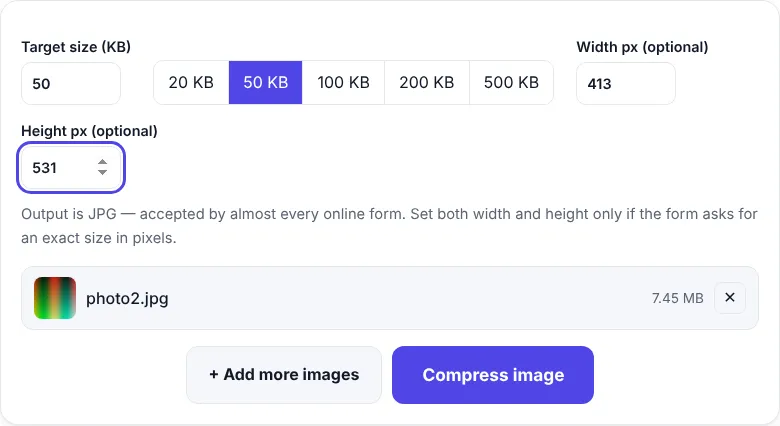 Target size (KB)
50
20 KB
50 KB
100 KB
200 KB
500 KB
Width px (optional)
413
Height px (optional)
531
Output is JPG — accepted by almost every online form. Set both width and height only if the form asks for
an exact size in pixels.
photo2.jpg
7.45 MB
✕
+ Add more images
Compress image